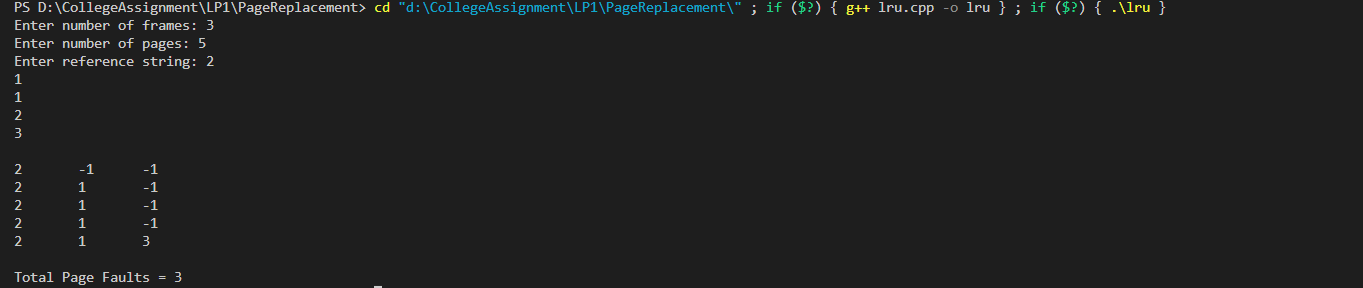 PS D:\CollegeAssignment\LP1\PageReplacement> cd "d:\CollegeAssignment\LP1\PageReplacement\" ; if ($?) { g++ lru.cpp -o lru } ; if ($?) { .\lru }
Enter number of frames: 3
Enter number of pages: 5
Enter reference string: 2
1
1
2
3

2       -1      -1
2       1       -1
2       1       -1
2       1       -1
2       1       3

Total Page Faults = 3